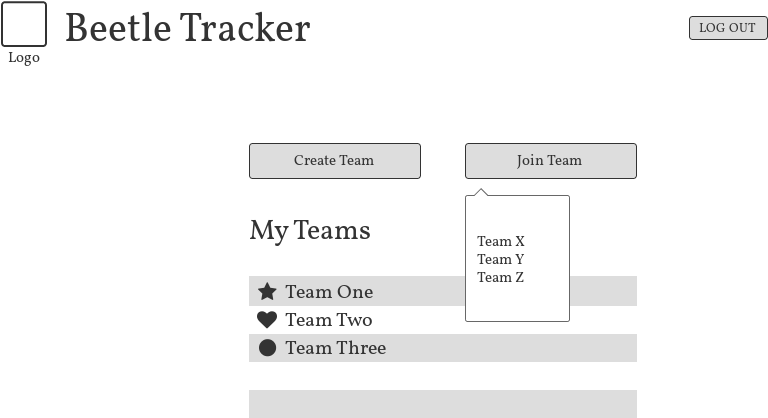 Beetle Tracker
LOG OUT
Logo
Create Team
Join Team
My Teams
Team X
Team Y
Team Z
Team One
Team Two
Team Three